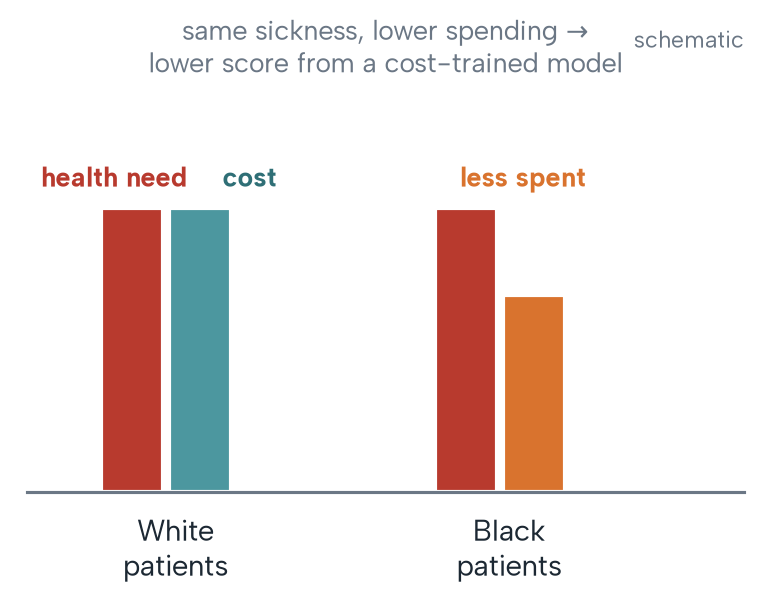 same sickness, lower spending →
lower score from a cost-trained model
schematic
health need
cost
less spent
White
patients
Black
patients